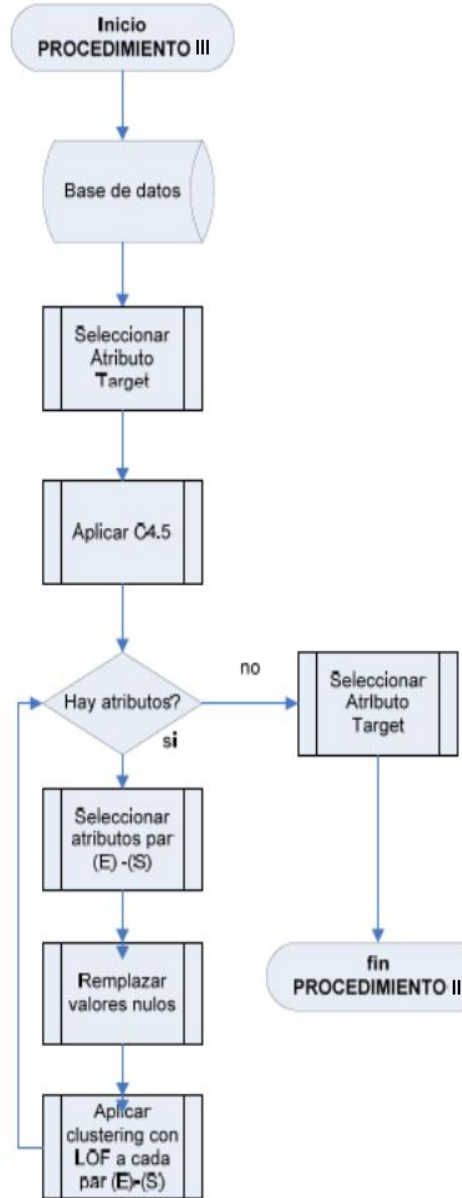 Inicio
PROCEDIMIENTO III
Base de datos
Seleccionar
Atributo
Target
Aplicar C4.5
Hay atributos?
no
si
Seleccionar
Atributo
Target
Seleccionar
atributos par
(E) -(S)
Remplazar
valores nulos
fin
PROCEDIMIENTO II
Aplicar
clustering con
LOF a cada
par (E)-(S)